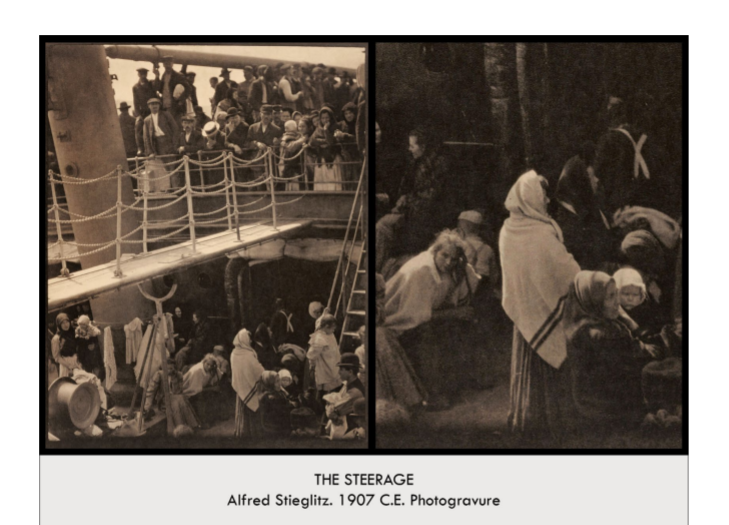 THE STEERAGE
Alfred Stieglitz. 1907 C.E. Photogravure